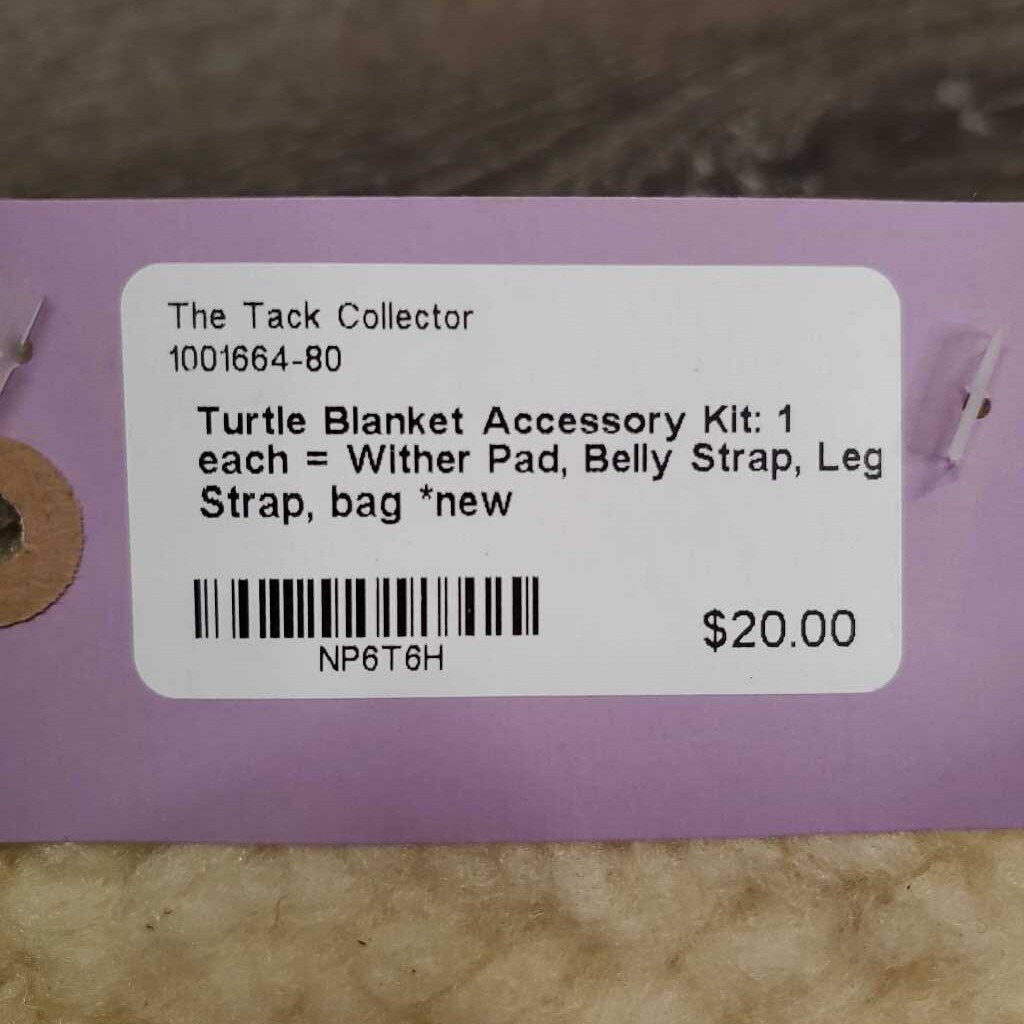 The Tack Collector
1001664-80
Turtle Blanket Accessory Kit: 1
each = Wither Pad, Belly Strap, Leg
Strap, bag *new
NP6T6H
$20.00